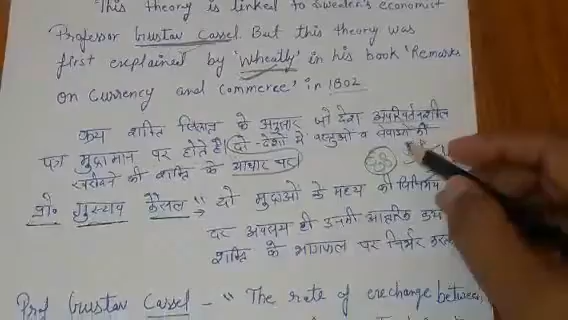 "This theory is linked to Sweden's economist
Professor Gustav Cassel. But this theory was
first explained by 'Wheatly' in his book 'Remarks
on Currency and Commerce' in 1802
क्रय शक्ति सिद्धान्त के अनुसार जो देश अपरिवर्तनशील
पत्र मुद्रामान पर होते हैं। दो देशों में वस्तुओं व सेवाओं की
खरीदने की शक्ति के आधार पर
प्रो० गुस्टाव कैसल → "दो मुद्राओं के मध्य की विनिमय
दर अवश्य ही उनकी आन्तरिक क्रय
शक्ति के भागफल पर निर्भर
Prof Gustav Cassel - "The rate of exchange between